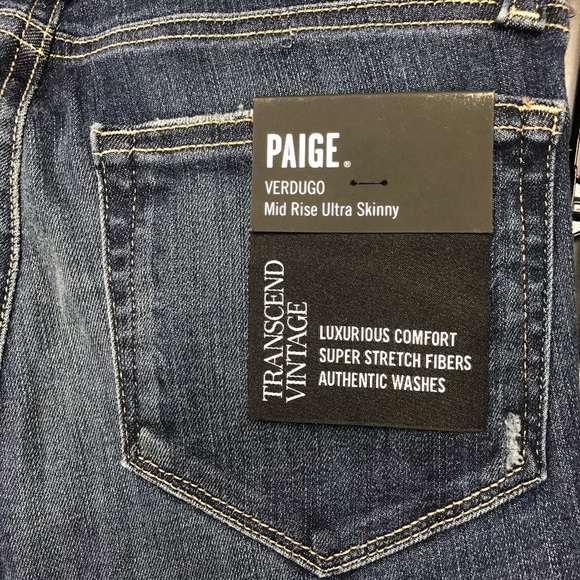 PAIGE®
VERDUGO
Mid Rise Ultra Skinny
TRANSCEND
VINTAGE
LUXURIOUS COMFORT
SUPER STRETCH FIBERS
AUTHENTIC WASHES